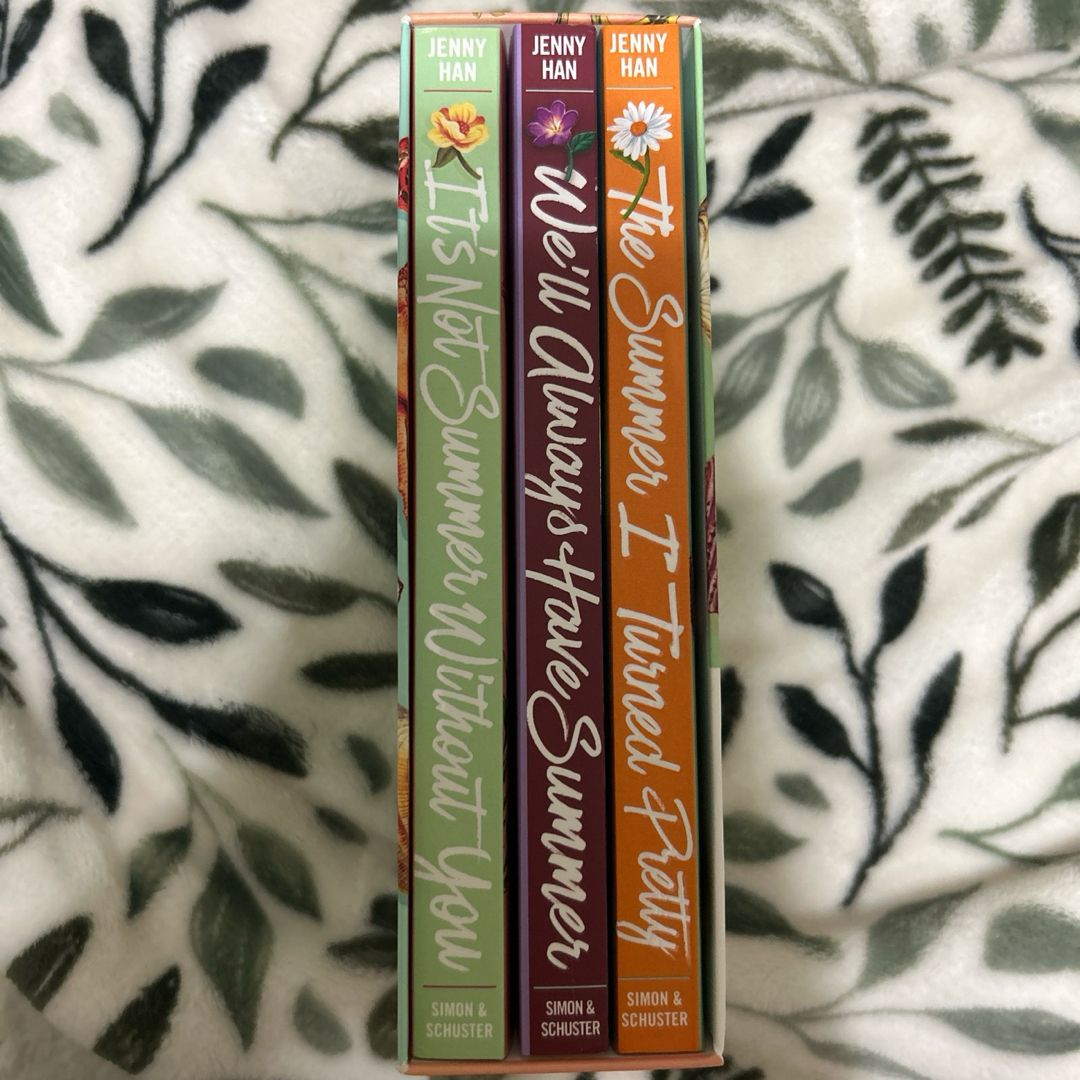 JENNY
HAN
It's Not Summer Without You
SIMON &
SCHUSTER
JENNY
HAN
We'll Always Have Summer
SIMON &
SCHUSTER
JENNY
HAN
The Summer I Turned Pretty
SIMON &
SCHUSTER